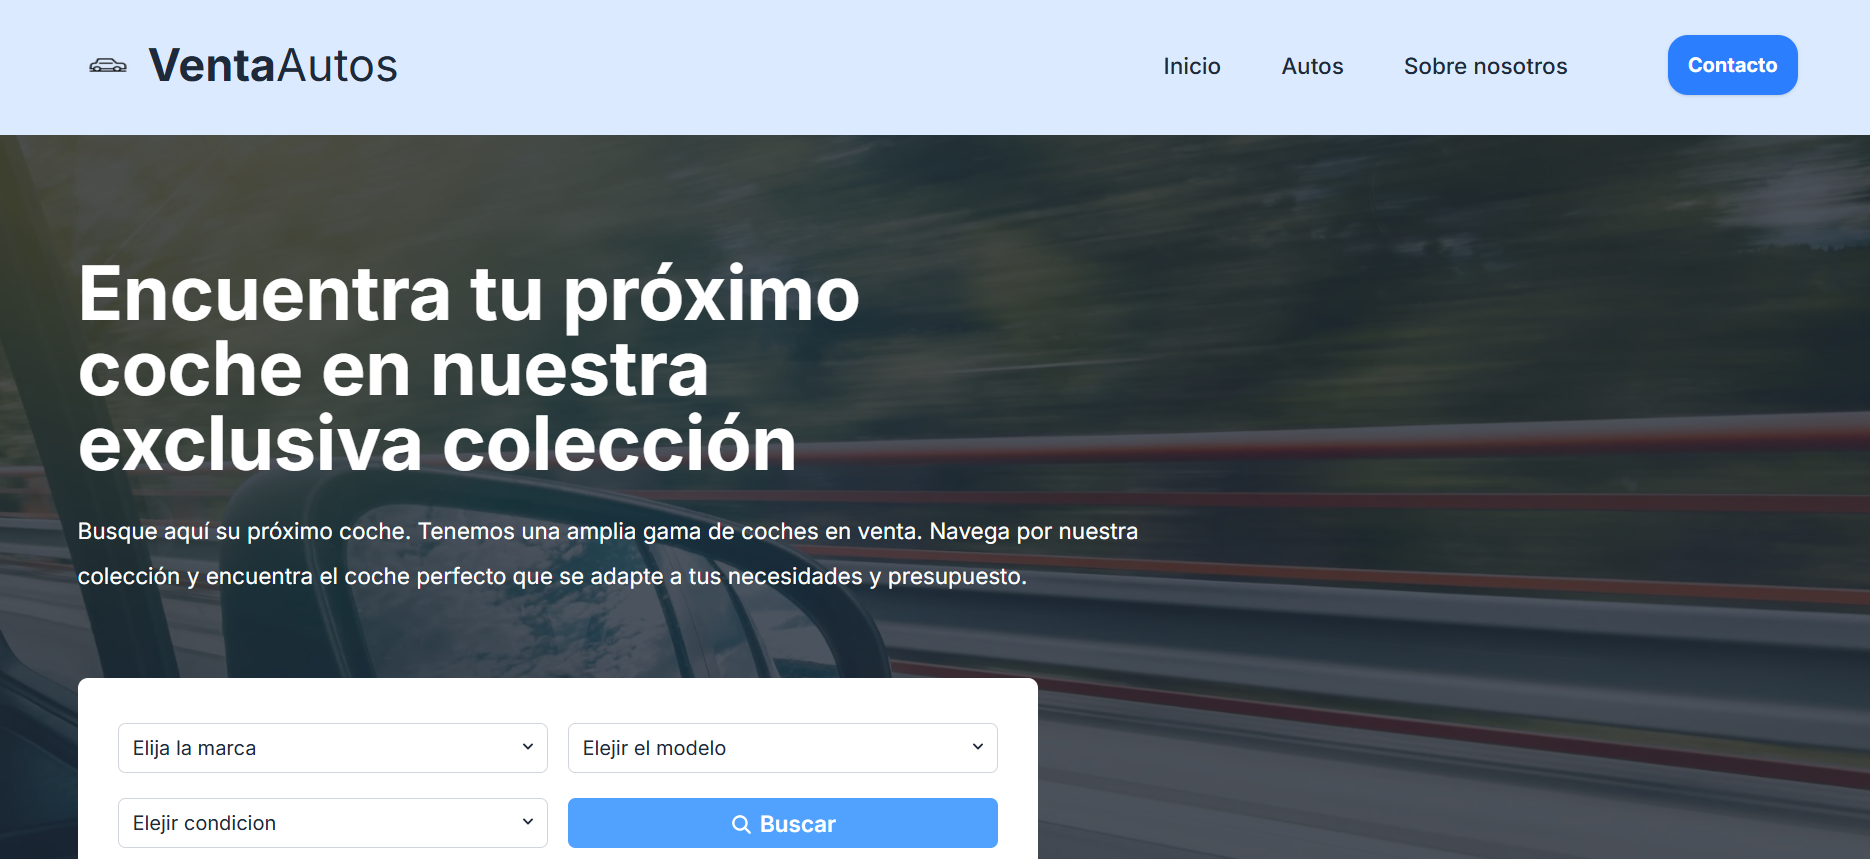 VentaAutos
Inicio
Autos
Sobre nosotros
Contacto
Encuentra tu próximo
coche en nuestra
exclusiva colección
Busque aquí su próximo coche. Tenemos una amplia gama de coches en venta. Navega por nuestra
colección y encuentra el coche perfecto que se adapte a tus necesidades y presupuesto.
Elija la marca
Elejir el modelo
Elejir condicion
Buscar